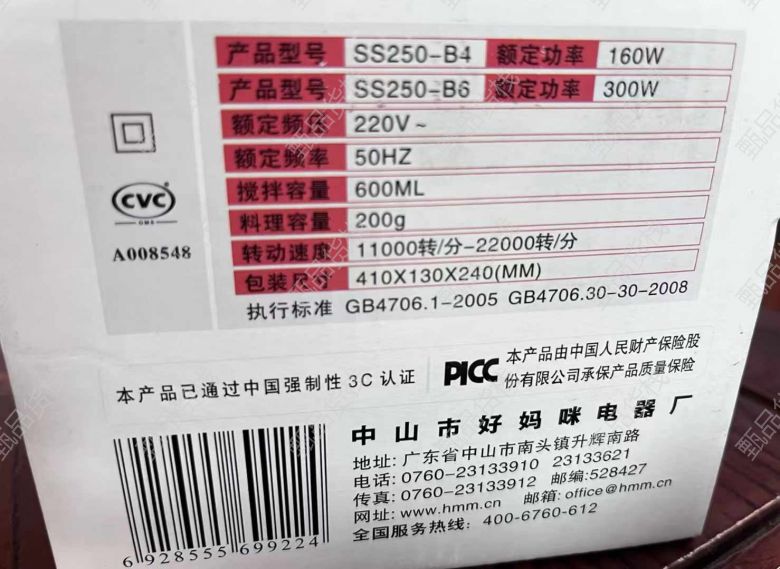 产品型号 SS250-B4 额定功率 160W
产品型号 SS250-B6 额定功率 300W
额定频压 220V~
额定频率 50HZ
搅拌容量 600ML
料理容量 200g
转动速度 11000转/分-22000转/分
包装尺寸 410X130X240(MM)
执行标准 GB4706.1-2005 GB4706.30-30-2008
CVC
A008548
本产品已通过中国强制性3C认证
PICC 本产品由中国人民财产保险股
份有限公司承保产品质量保险
中山市好妈咪电器厂
地址:广东省中山市南头镇升辉南路
电话:0760-23133910 23133621
传真:0760-23133912 邮编:528427
网址:www.hmm.cn 邮箱:office@hmm.cn
全国服务热线:400-6760-612
6 928555 699224
甄品货栈